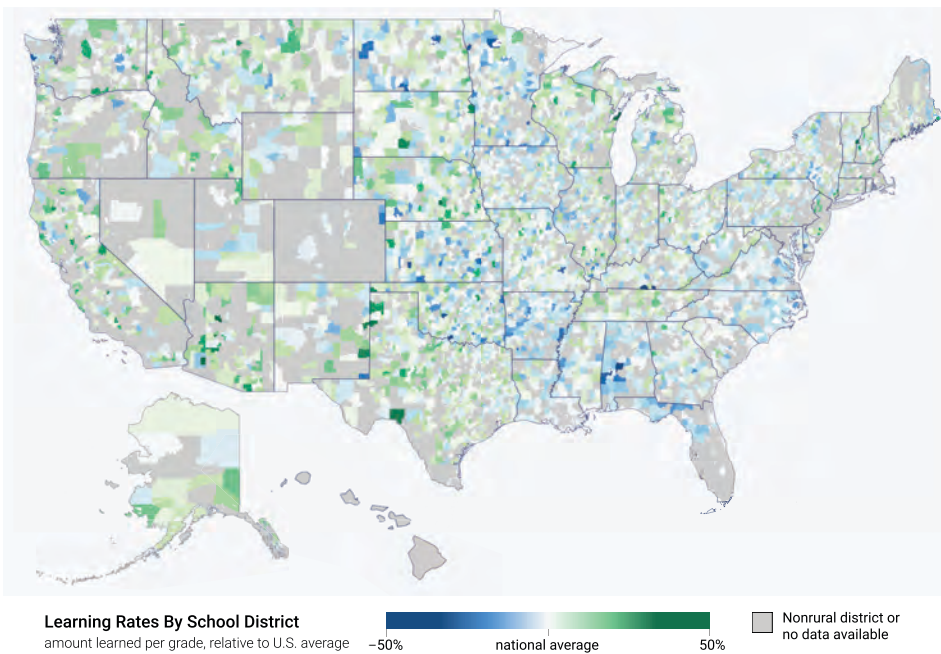 Learning Rates By School District
amount learned per grade, relative to U.S. average
−50%
national average
50%
Nonrural district or
no data available